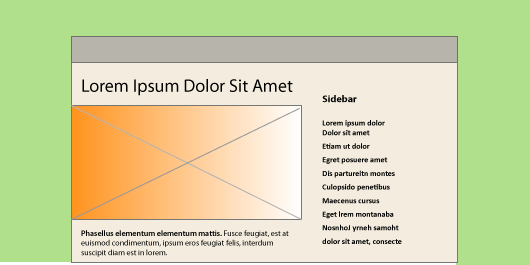 Lorem Ipsum Dolor Sit Amet
Phasellus elementum elementum mattis. Fusce feugiat, est at
euismod condimentum, ipsum eros feugiat felis, interdum
suscipit diam est in lorem.
Sidebar
Lorem ipsum dolor
Dolor sit amet
Etiam ut dolor
Egret posuere amet
Dis partureitn montes
Culopsido penetibus
Maecenus cursus
Eget lrem montanaba
Nosnhol yrneh samoht
dolor sit amet, consecte